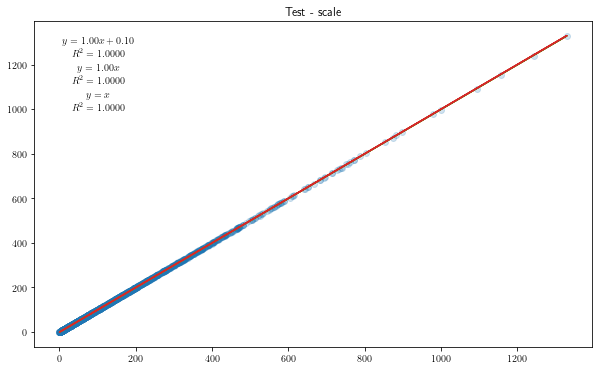 Test - scale
y = 1.00x + 0.10
R² = 1.0000
y = 1.00x
R² = 1.0000
y = x
R² = 1.0000
1200
1000
800
600
400
200
0
0 200 400 600 800 1000 1200